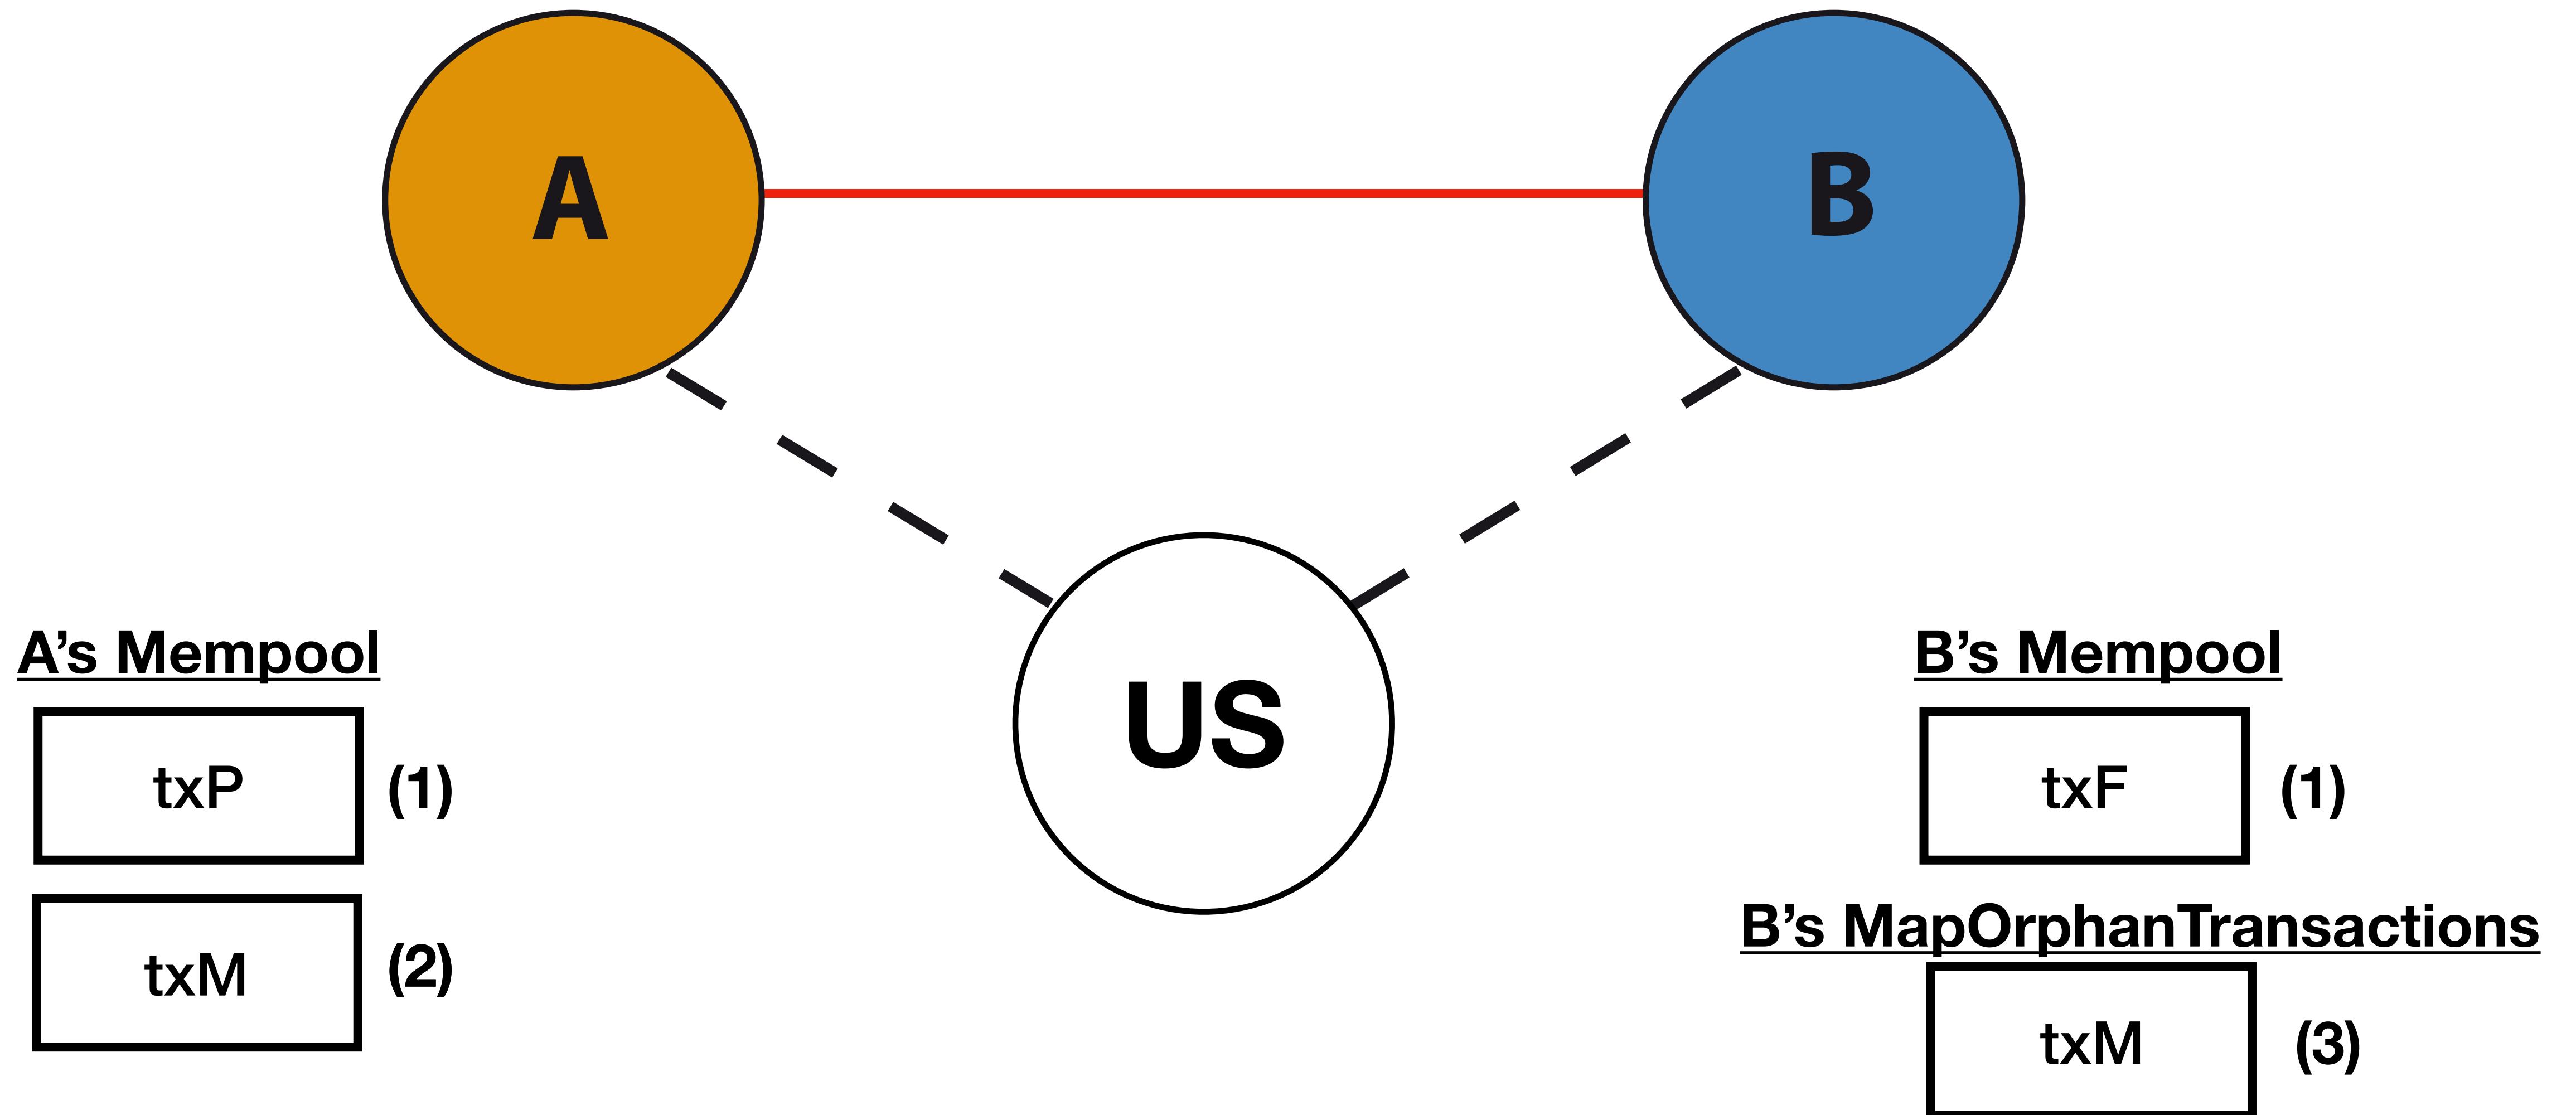 A
B
US
A’s Mempool
txP (1)
txM (2)
B’s Mempool
txF (1)
B’s MapOrphanTransactions
txM (3)